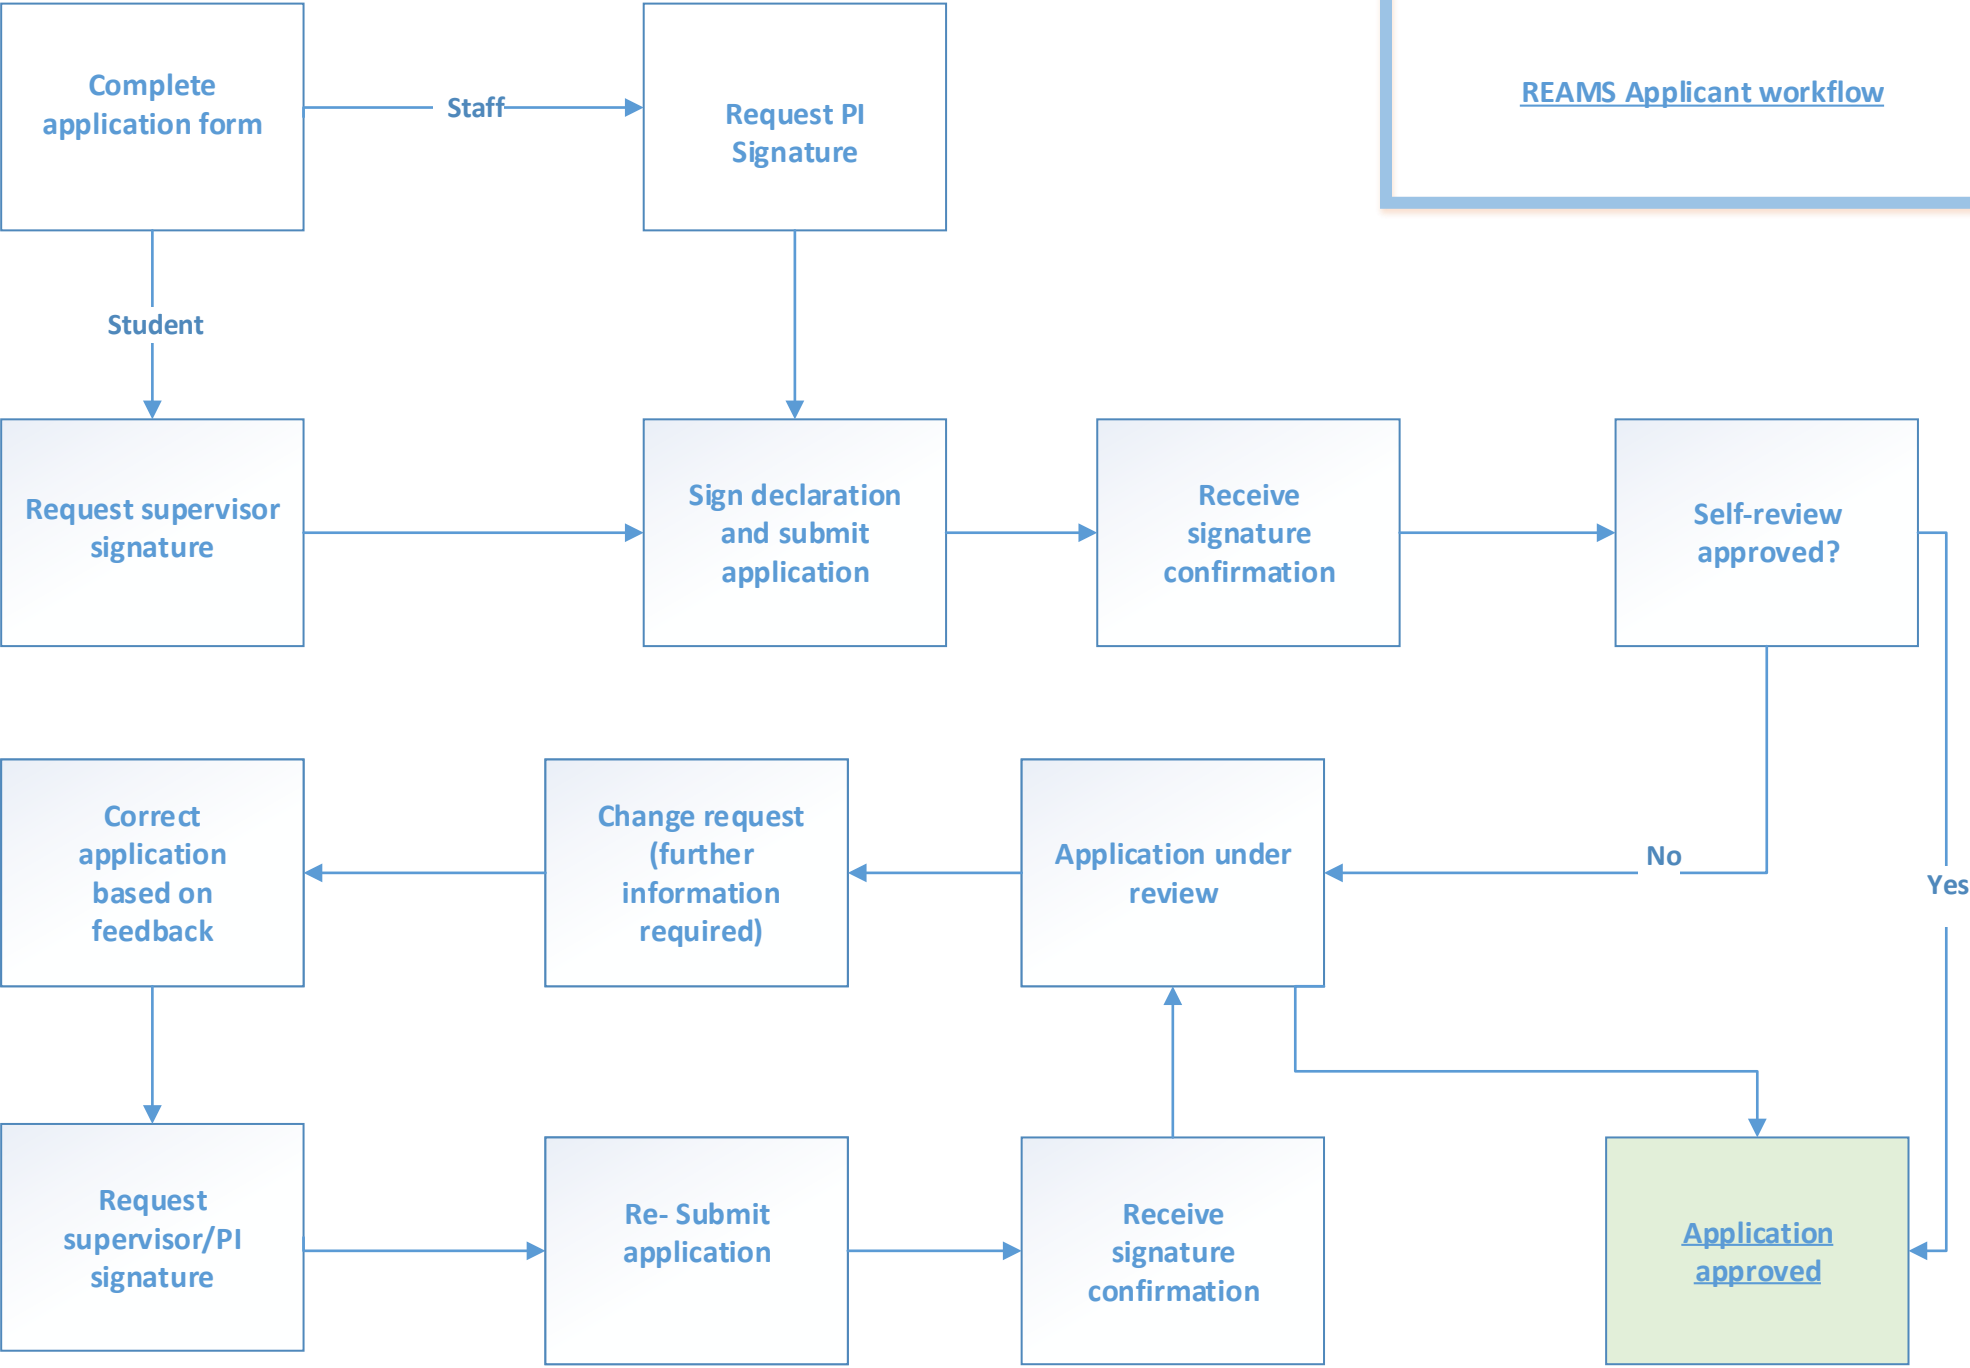 Complete
application form
Staff
Request PI
Signature
REAMS Applicant workflow
Student
Request supervisor
signature
Sign declaration
and submit
application
Receive
signature
confirmation
Self-review
approved?
Correct
application
based on
feedback
Change request
(further
information
required)
Application under
review
No
Yes
Request
supervisor/PI
signature
Re- Submit
application
Receive
signature
confirmation
Application
approved